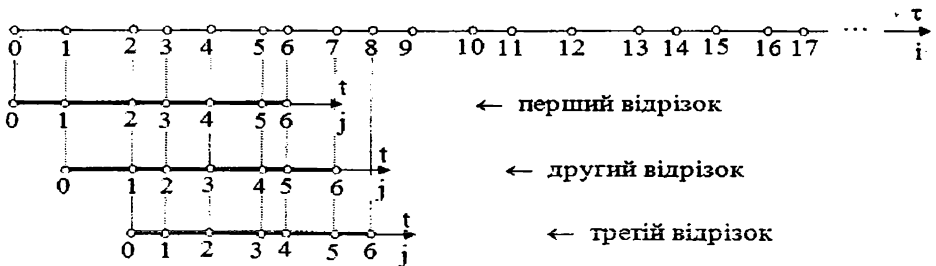 τ
0 1 2 3 4 5 6 7 8 9 10 11 12 13 14 15 16 17 ... i
t
0 1 2 3 4 5 6 j ← перший відрізок
t
0 1 2 3 4 5 6 j ← другий відрізок
t
0 1 2 3 4 5 6 j ← третій відрізок